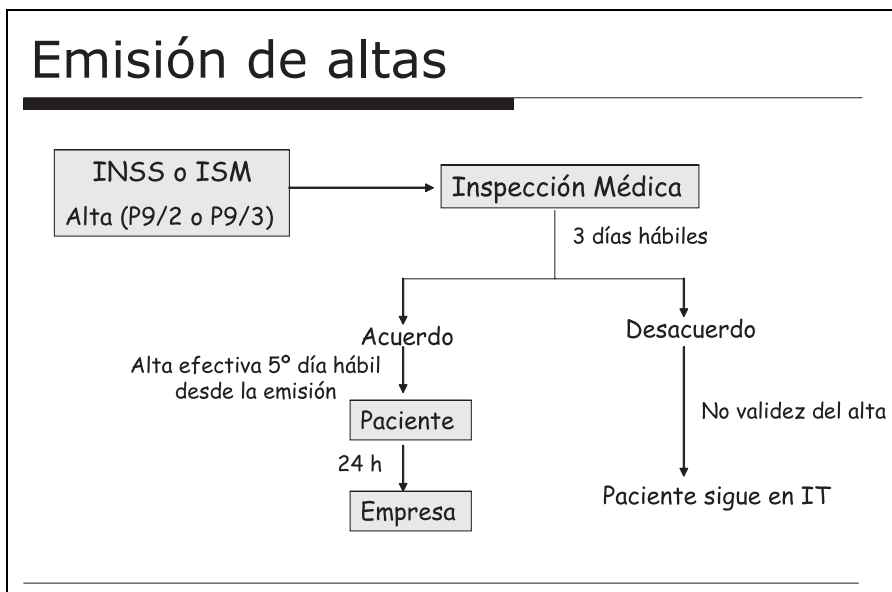 Emisión de altas
INSS o ISM
Alta (P9/2 o P9/3)
Inspección Médica
3 días hábiles
Acuerdo
Desacuerdo
Alta efectiva 5º día hábil
desde la emisión
No validez del alta
Paciente
24 h
Paciente sigue en IT
Empresa